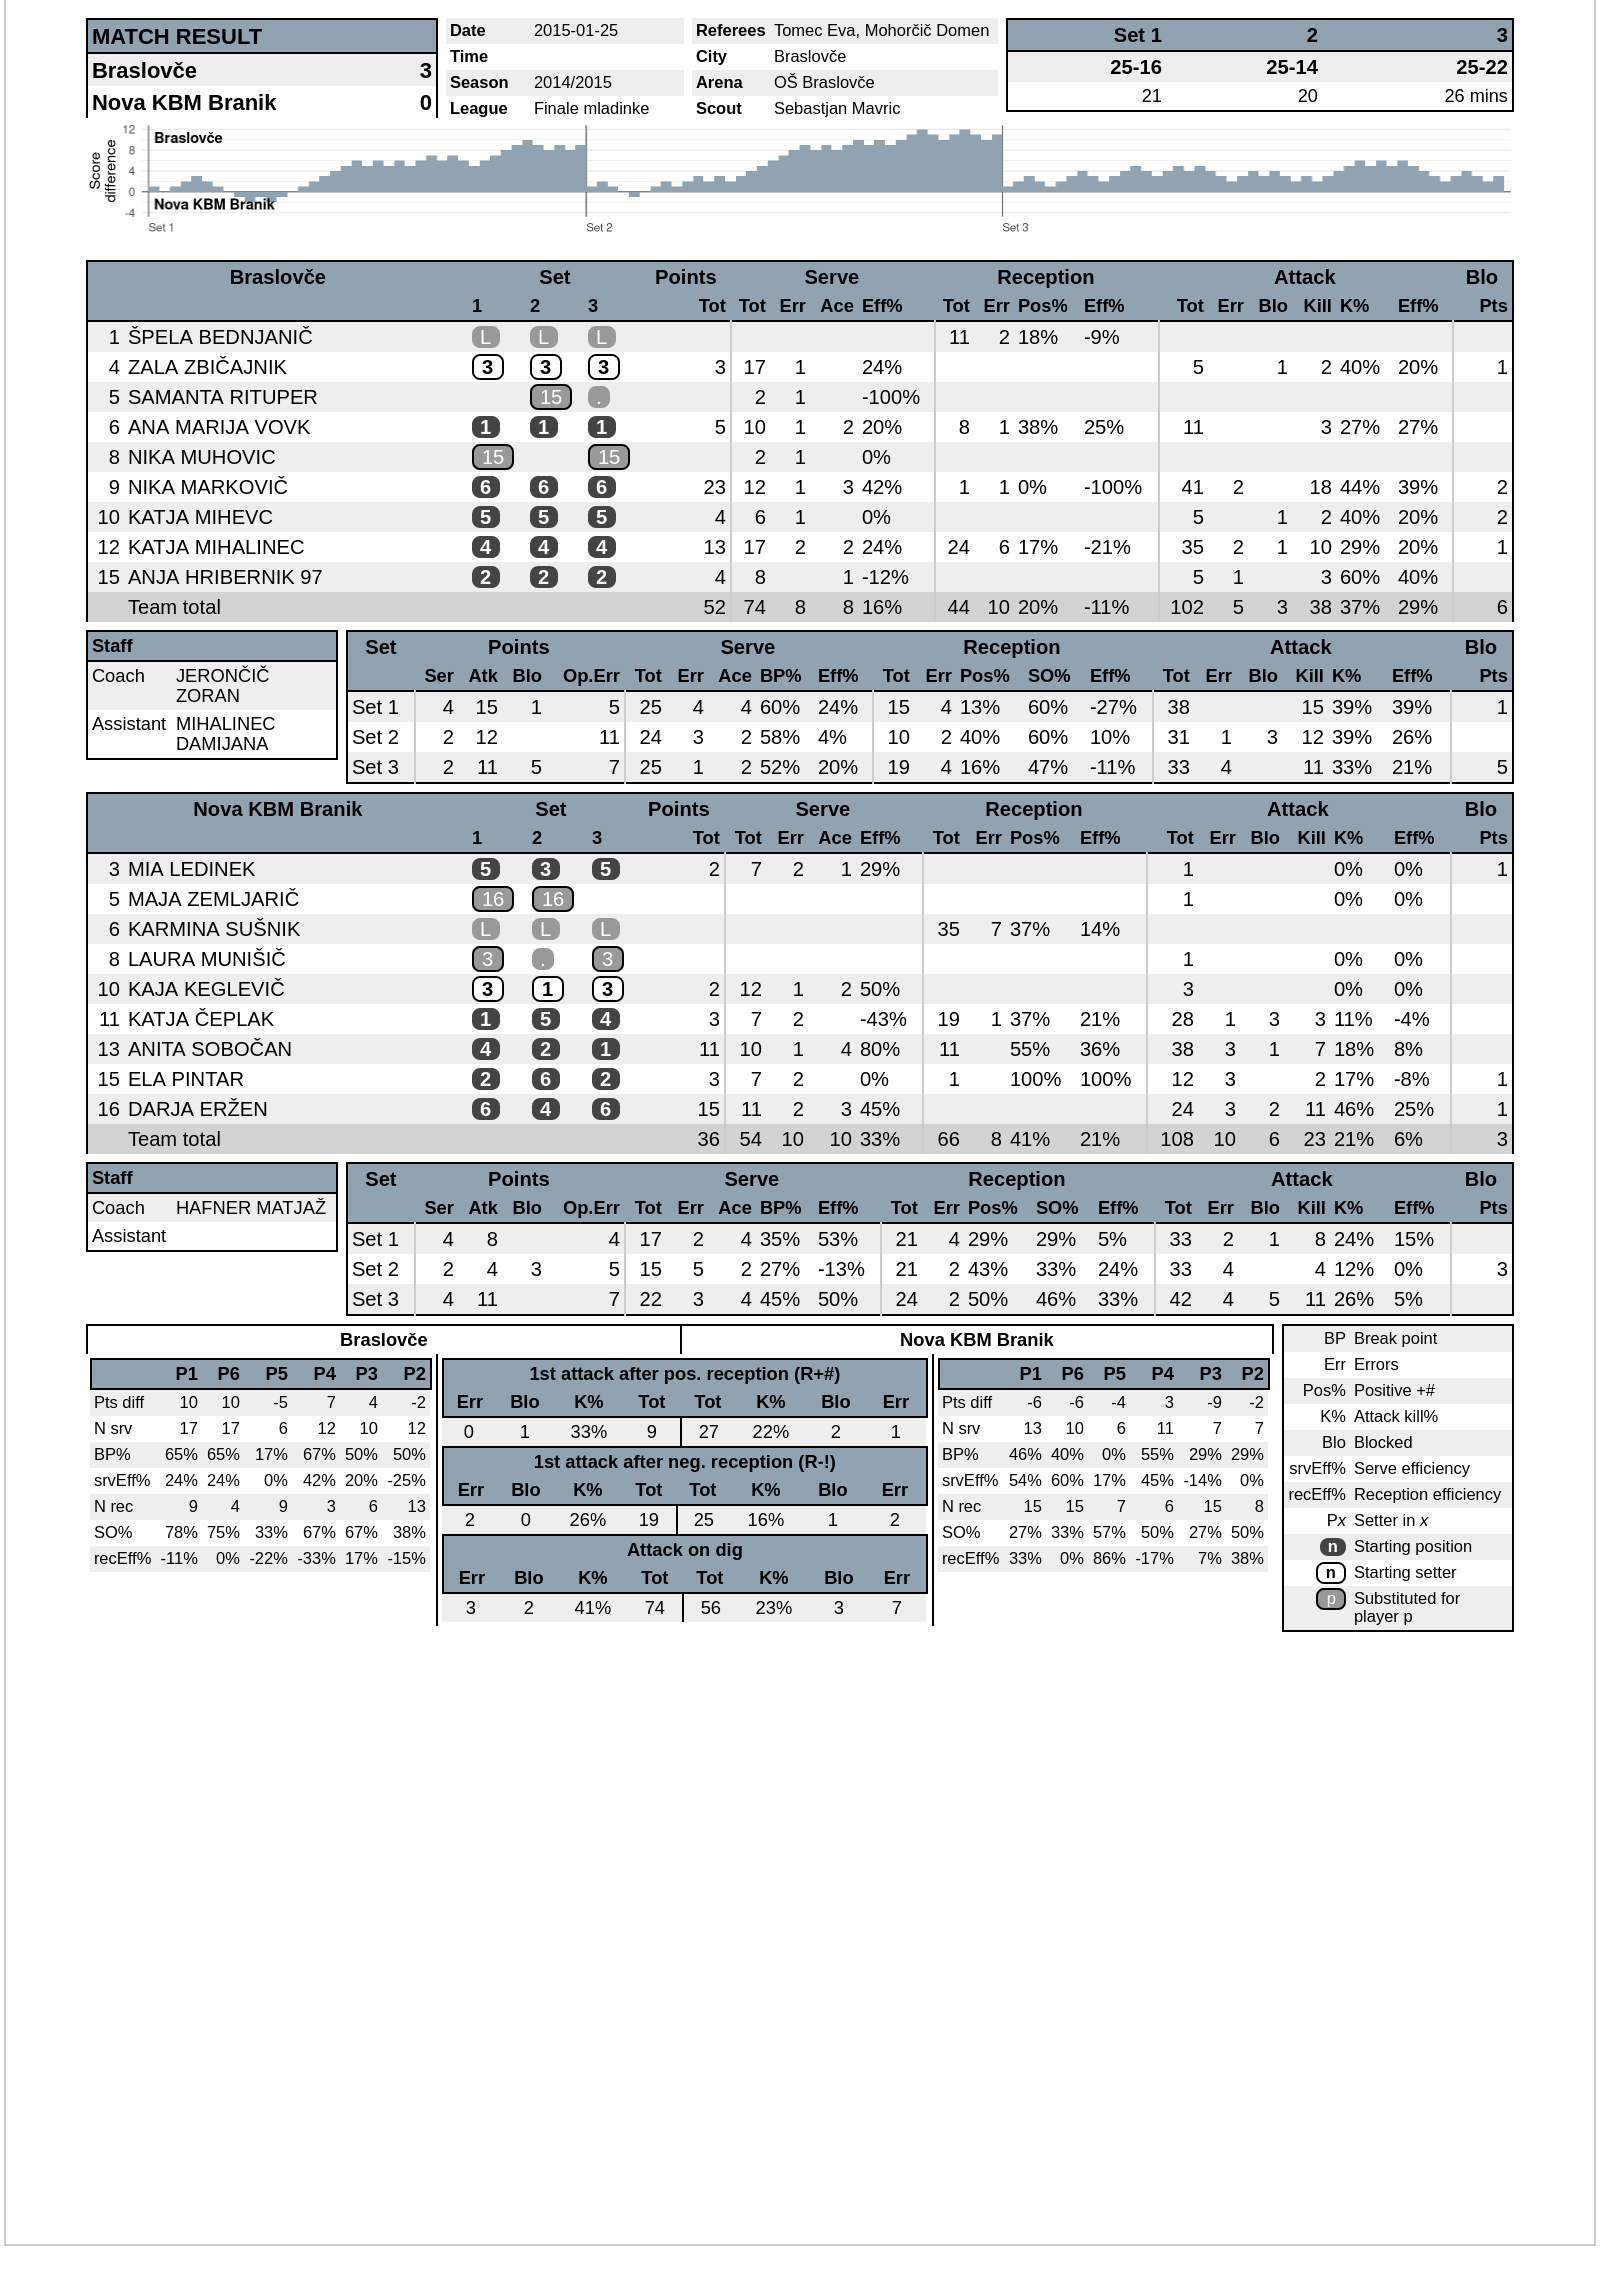 MATCH RESULT
Braslovče 3
Nova KBM Branik 0
Date 2015-01-25
Time
Season 2014/2015
League Finale mladinke
Referees Tomec Eva, Mohorčič Domen
City Braslovče
Arena OŠ Braslovče
Scout Sebastjan Mavric
Set 1 2 3
25-16 25-14 25-22
21 20 26 mins
Score difference
12
8
4
0
-4
Braslovče
Nova KBM Branik
Set 1 Set 2 Set 3
Braslovče Set Points Serve Reception Attack Blo
1 2 3 Tot Tot Err Ace Eff% Tot Err Pos% Eff% Tot Err Blo Kill K% Eff% Pts
1 ŠPELA BEDNJANIČ L L L 11 2 18% -9%
4 ZALA ZBIČAJNIK 3 3 3 3 17 1 24% 5 1 2 40% 20% 1
5 SAMANTA RITUPER 15 . 2 1 -100%
6 ANA MARIJA VOVK 1 1 1 5 10 1 2 20% 8 1 38% 25% 11 3 27% 27%
8 NIKA MUHOVIC 15 15 2 1 0%
9 NIKA MARKOVIČ 6 6 6 23 12 1 3 42% 1 1 0% -100% 41 2 18 44% 39% 2
10 KATJA MIHEVC 5 5 5 4 6 1 0% 5 1 2 40% 20% 2
12 KATJA MIHALINEC 4 4 4 13 17 2 2 24% 24 6 17% -21% 35 2 1 10 29% 20% 1
15 ANJA HRIBERNIK 97 2 2 2 4 8 1 -12% 5 1 3 60% 40%
Team total 52 74 8 8 16% 44 10 20% -11% 102 5 3 38 37% 29% 6
Staff
Coach JERONČIČ ZORAN
Assistant MIHALINEC DAMIJANA
Set Points Serve Reception Attack Blo
Ser Atk Blo Op.Err Tot Err Ace BP% Eff% Tot Err Pos% SO% Eff% Tot Err Blo Kill K% Eff% Pts
Set 1 4 15 1 5 25 4 4 60% 24% 15 4 13% 60% -27% 38 15 39% 39% 1
Set 2 2 12 11 24 3 2 58% 4% 10 2 40% 60% 10% 31 1 3 12 39% 26%
Set 3 2 11 5 7 25 1 2 52% 20% 19 4 16% 47% -11% 33 4 11 33% 21% 5
Nova KBM Branik Set Points Serve Reception Attack Blo
1 2 3 Tot Tot Err Ace Eff% Tot Err Pos% Eff% Tot Err Blo Kill K% Eff% Pts
3 MIA LEDINEK 5 3 5 2 7 2 1 29% 1 0% 0% 1
5 MAJA ZEMLJARIČ 16 16 1 0% 0%
6 KARMINA SUŠNIK L L L 35 7 37% 14%
8 LAURA MUNIŠIČ 3 . 3 1 0% 0%
10 KAJA KEGLEVIČ 3 1 3 2 12 1 2 50% 3 0% 0%
11 KATJA ČEPLAK 1 5 4 3 7 2 -43% 19 1 37% 21% 28 1 3 3 11% -4%
13 ANITA SOBOČAN 4 2 1 11 10 1 4 80% 11 55% 36% 38 3 1 7 18% 8%
15 ELA PINTAR 2 6 2 3 7 2 0% 1 100% 100% 12 3 2 17% -8% 1
16 DARJA ERŽEN 6 4 6 15 11 2 3 45% 24 3 2 11 46% 25% 1
Team total 36 54 10 10 33% 66 8 41% 21% 108 10 6 23 21% 6% 3
Staff
Coach HAFNER MATJAŽ
Assistant
Set Points Serve Reception Attack Blo
Ser Atk Blo Op.Err Tot Err Ace BP% Eff% Tot Err Pos% SO% Eff% Tot Err Blo Kill K% Eff% Pts
Set 1 4 8 4 17 2 4 35% 53% 21 4 29% 29% 5% 33 2 1 8 24% 15%
Set 2 2 4 3 5 15 5 2 27% -13% 21 2 43% 33% 24% 33 4 4 12% 0% 3
Set 3 4 11 7 22 3 4 45% 50% 24 2 50% 46% 33% 42 4 5 11 26% 5%
Braslovče Nova KBM Branik
P1 P6 P5 P4 P3 P2
Pts diff 10 10 -5 7 4 -2
N srv 17 17 6 12 10 12
BP% 65% 65% 17% 67% 50% 50%
srvEff% 24% 24% 0% 42% 20% -25%
N rec 9 4 9 3 6 13
SO% 78% 75% 33% 67% 67% 38%
recEff% -11% 0% -22% -33% 17% -15%
1st attack after pos. reception (R+#)
Err Blo K% Tot Tot K% Blo Err
0 1 33% 9 27 22% 2 1
1st attack after neg. reception (R-!)
Err Blo K% Tot Tot K% Blo Err
2 0 26% 19 25 16% 1 2
Attack on dig
Err Blo K% Tot Tot K% Blo Err
3 2 41% 74 56 23% 3 7
P1 P6 P5 P4 P3 P2
Pts diff -6 -6 -4 3 -9 -2
N srv 13 10 6 11 7 7
BP% 46% 40% 0% 55% 29% 29%
srvEff% 54% 60% 17% 45% -14% 0%
N rec 15 15 7 6 15 8
SO% 27% 33% 57% 50% 27% 50%
recEff% 33% 0% 86% -17% 7% 38%
BP Break point
Err Errors
Pos% Positive +#
K% Attack kill%
Blo Blocked
srvEff% Serve efficiency
recEff% Reception efficiency
Px Setter in x
n Starting position
n Starting setter
p Substituted for
player p